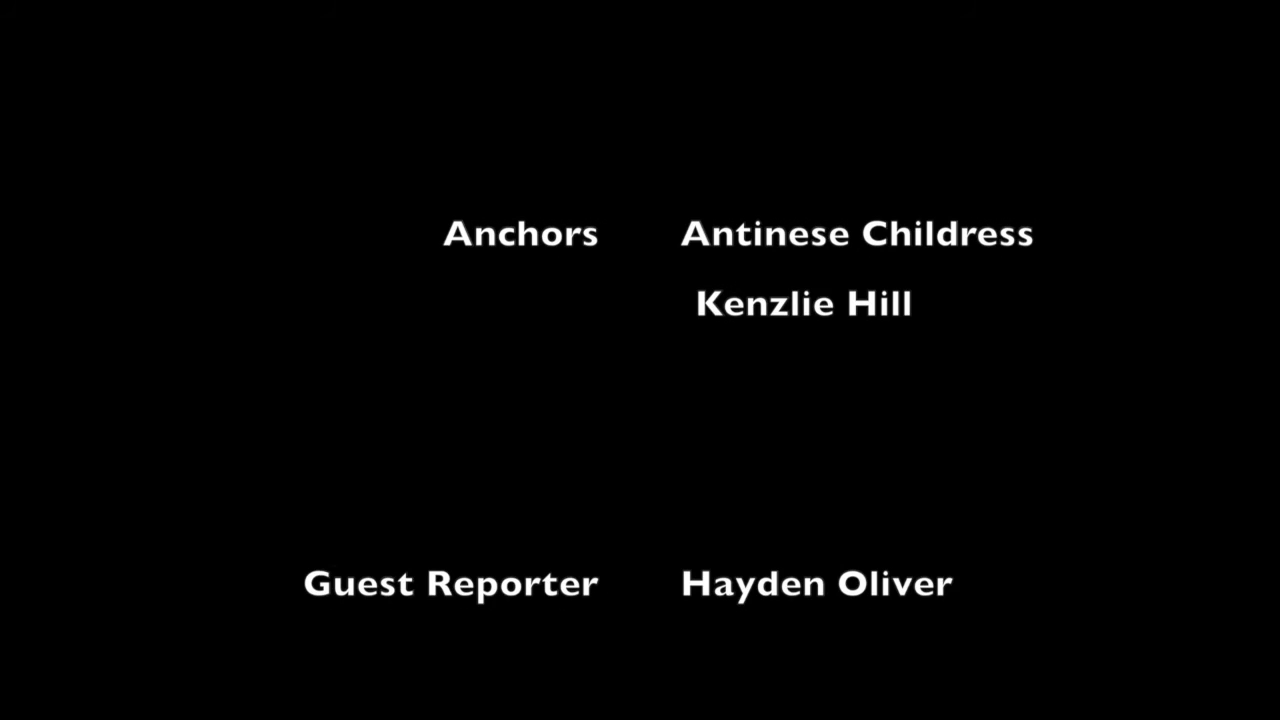 Anchors Antinese Childress
Kenzlie Hill
Guest Reporter Hayden Oliver